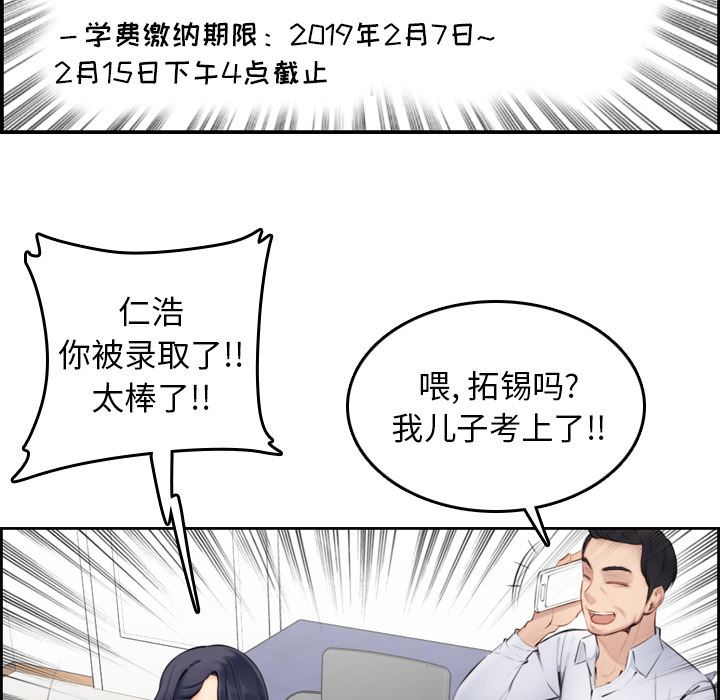 －学费缴纳期限：2019年2月7日~
2月15日下午4点截止
仁浩
你被录取了!!
太棒了!!
喂, 拓锡吗?
我儿子考上了!!